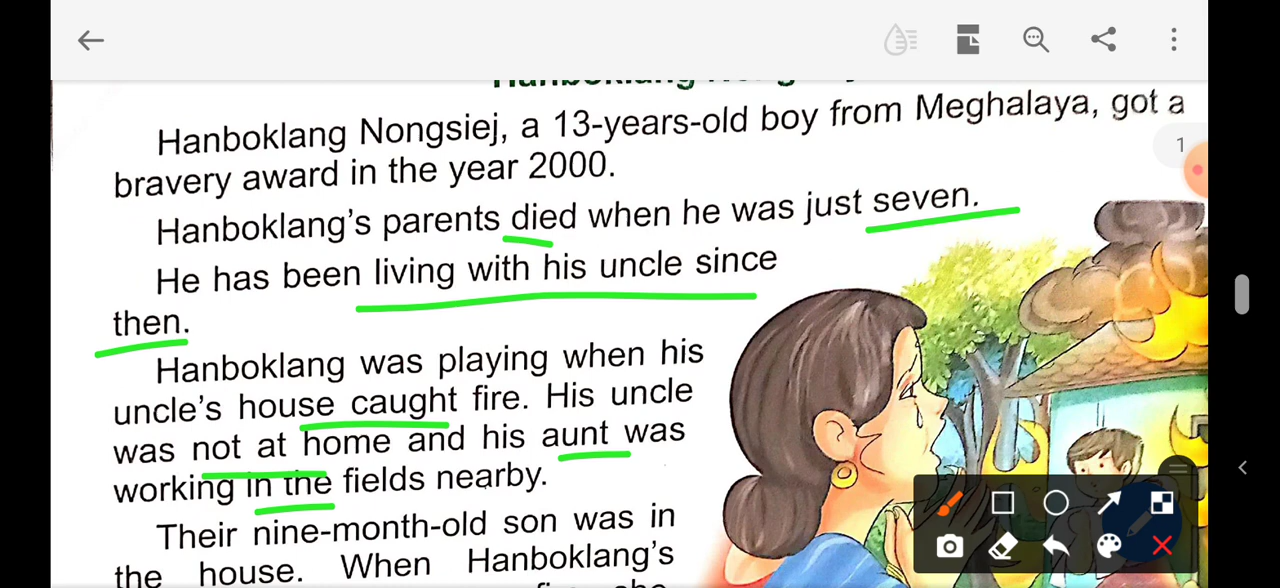 Hanboklang Nongsiej, a 13-years-old boy from Meghalaya, got a
1
bravery award in the year 2000.
Hanboklang's parents died when he was just seven.
He has been living with his uncle since
then.
Hanboklang was playing when his
uncle's house caught fire. His uncle
was not at home and his aunt was
working in the fields nearby.
Their nine-month-old son was in
the house. When Hanboklang's